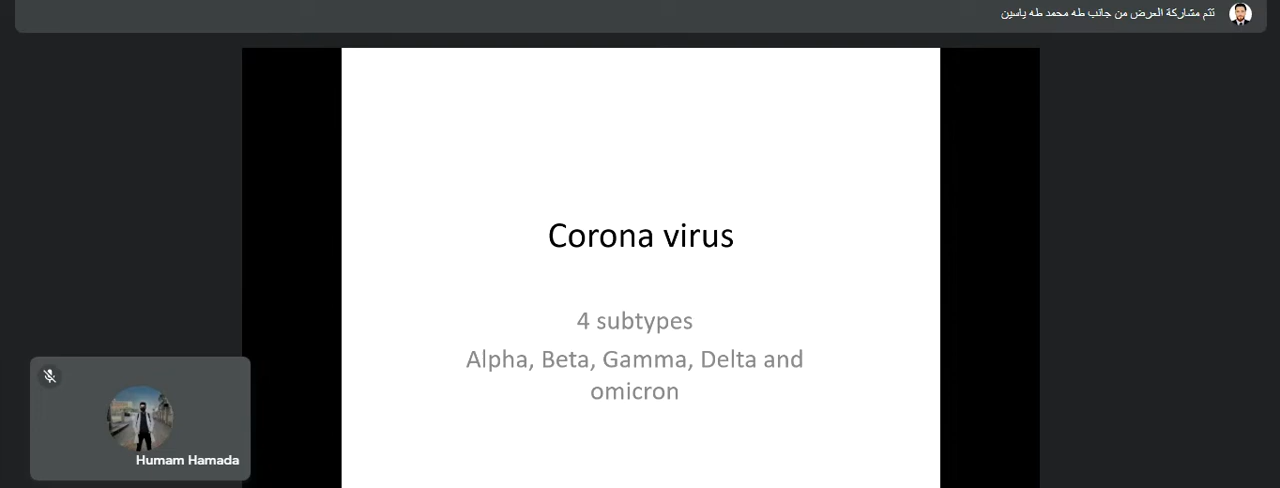 تتم مشاركة العرض من جانب طه محمد طه ياسين
Corona virus
4 subtypes
Alpha, Beta, Gamma, Delta and
omicron
Humam Hamada